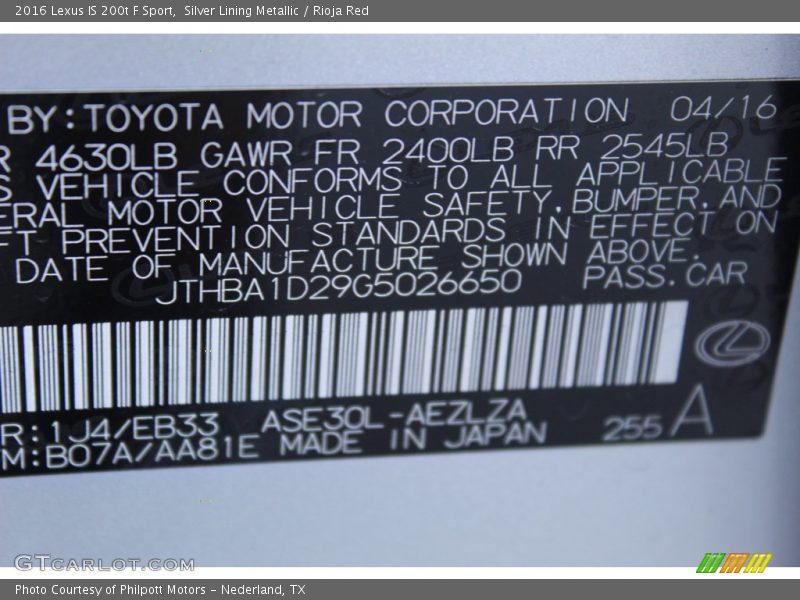 2016 Lexus IS 200t F Sport, Silver Lining Metallic / Rioja Red
BY: TOYOTA MOTOR CORPORATION 04/16
R 4630LB GAWR FR 2400LB RR 2545LB
S VEHICLE CONFORMS TO ALL APPLICABLE
ERAL MOTOR VEHICLE SAFETY, BUMPER, AND
FT PREVENTION STANDARDS IN EFFECT ON
DATE OF MANUFACTURE SHOWN ABOVE.
JTHBA1D29G5026650 PASS. CAR
R: 1J4/EB33 ASE30L-AEZLZA
M: B07A/AA81E MADE IN JAPAN 255 A
GTCARLOT.COM
Photo Courtesy of Philpott Motors - Nederland, TX